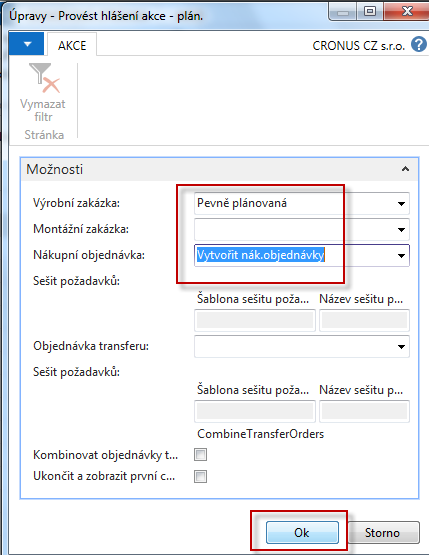 Úpravy - Provést hlášení akce - plán.
AKCE
CRONUS CZ s.r.o.
Vymazat
filtr
Stránka
Možnosti
Výrobní zakázka:
Pevně plánovaná
Montážní zakázka:
Nákupní objednávka:
Vytvořit nák.objednávky
Sešit požadavků:
Šablona sešitu poža... Název sešitu p...
Objednávka transferu:
Sešit požadavků:
Šablona sešitu poža... Název sešitu p...
CombineTransferOrders
Kombinovat objednávky t...
Ukončit a zobrazit první c...
Ok
Storno